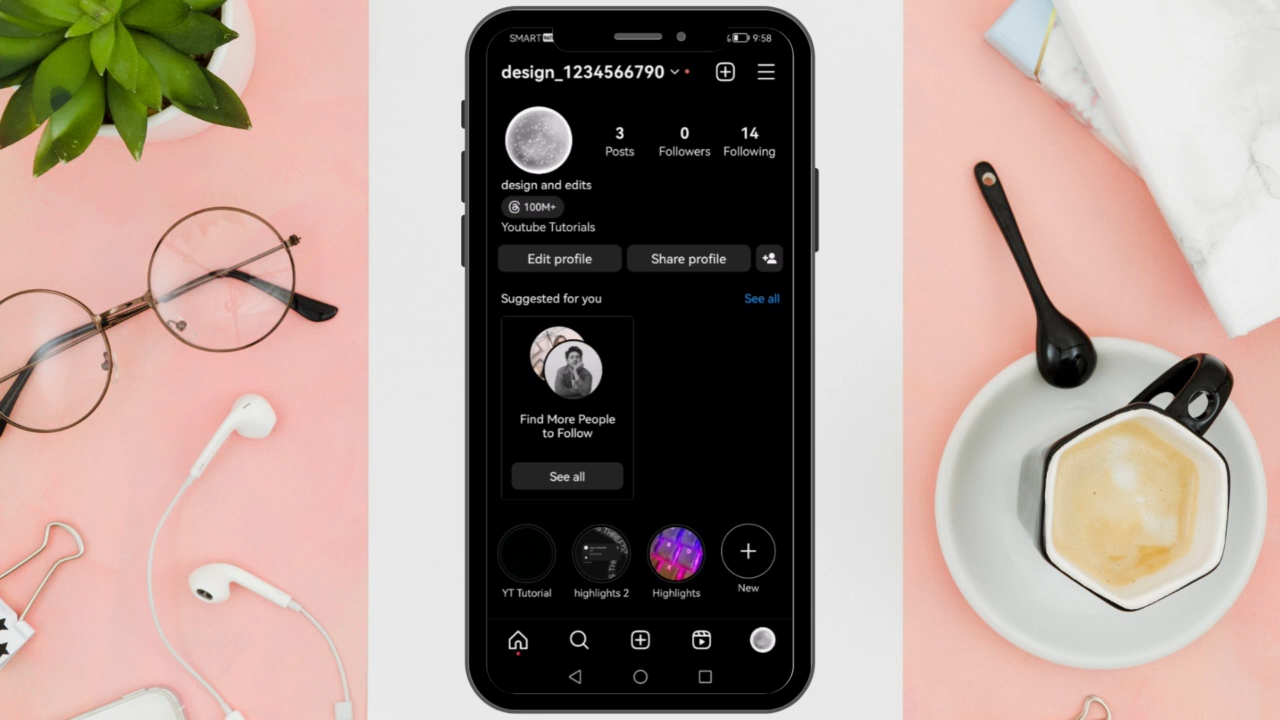 SMART
9:58
design_1234566790
3
0
14
Posts
Followers
Following
design and edits
100M+
Youtube Tutorials
Edit profile
Share profile
Suggested for you
See all
Find More People
to Follow
See all
YT Tutorial
highlights 2
Highlights
New